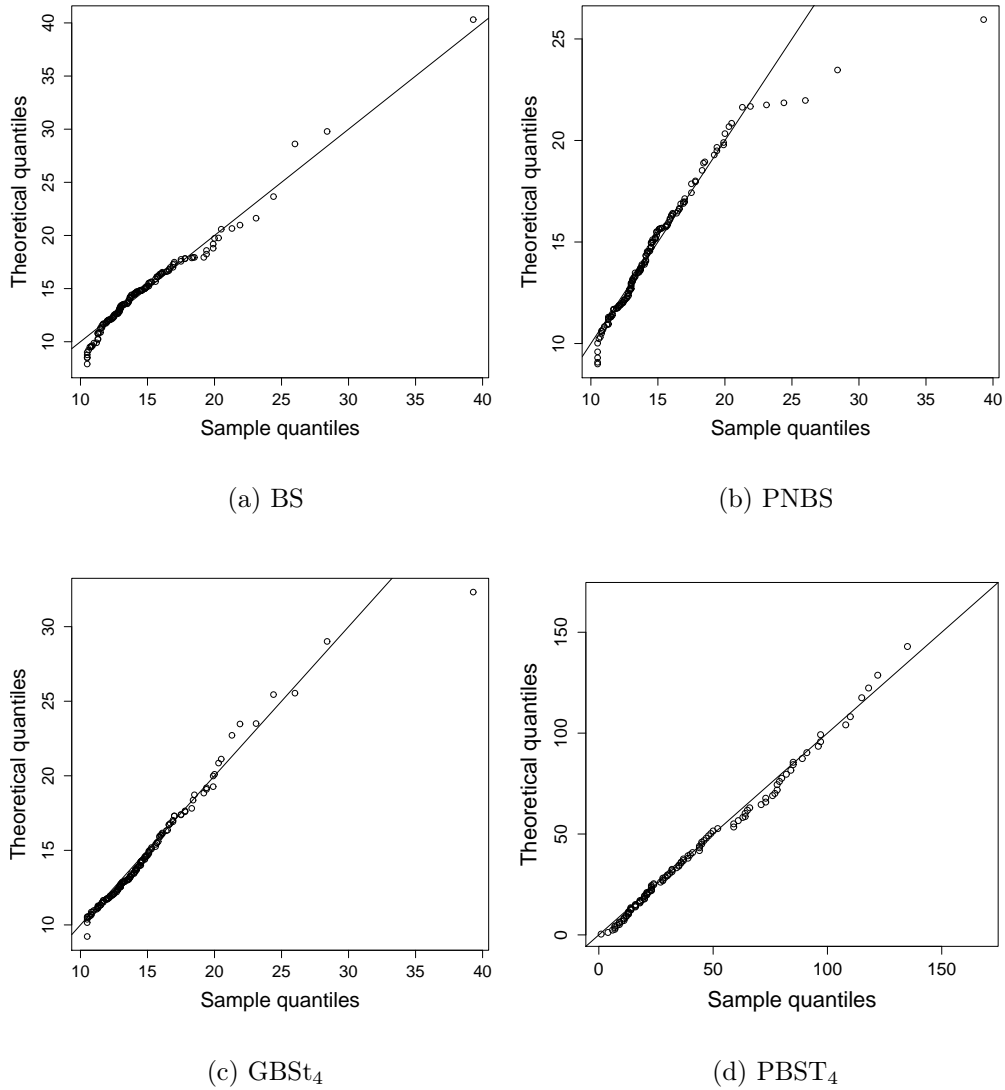 40
35
30
25
20
15
10
Theoretical quantiles
10 15 20 25 30 35 40
Sample quantiles
(a) BS
25
20
15
10
Theoretical quantiles
10 15 20 25 30 35 40
Sample quantiles
(b) PNBS
30
25
20
15
10
Theoretical quantiles
10 15 20 25 30 35 40
Sample quantiles
(c) GBSt₄
150
100
50
0
Theoretical quantiles
0 50 100 150
Sample quantiles
(d) PBST₄